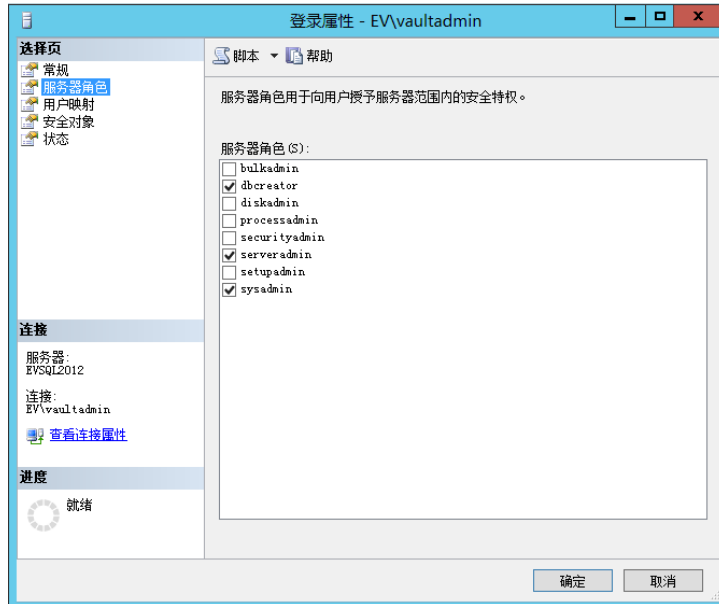 登录属性 - EV\vaultadmin
选择页
常规
服务器角色
用户映射
安全对象
状态
脚本 帮助
服务器角色用于向用户授予服务器范围内的安全特权。
服务器角色(S):
bulkadmin
dbcreator
diskadmin
processadmin
securityadmin
serveradmin
setupadmin
sysadmin
连接
服务器:
EVSQL2012
连接:
EV\vaultadmin
查看连接属性
进度
就绪
确定 取消